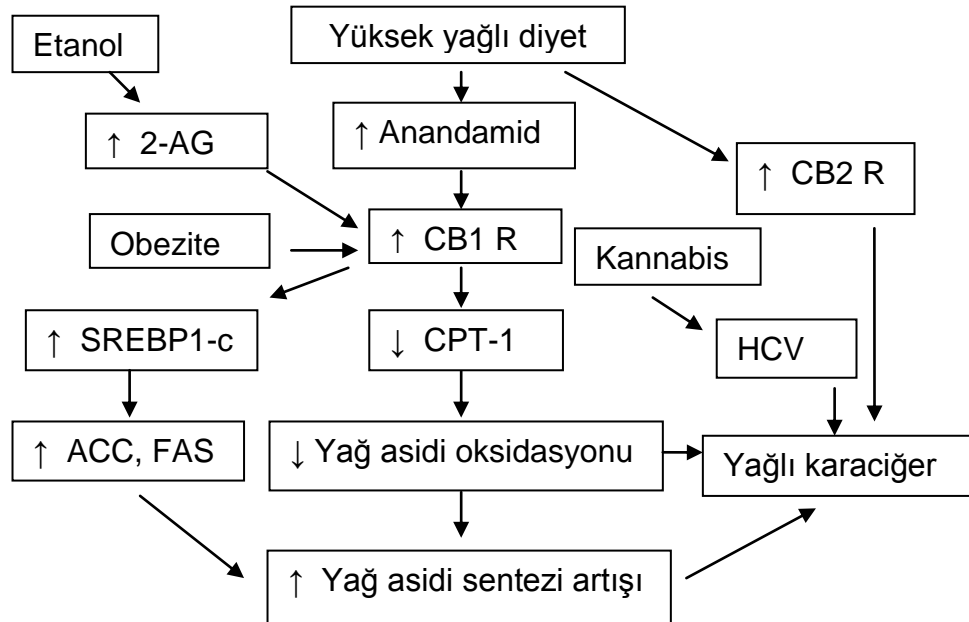 Etanol
Yüksek yağlı diyet
↑ 2-AG
↑ Anandamid
↑ CB2 R
Obezite
↑ CB1 R
Kannabis
↑ SREBP1-c
↓ CPT-1
HCV
↑ ACC, FAS
↓ Yağ asidi oksidasyonu
Yağlı karaciğer
↑ Yağ asidi sentezi artışı